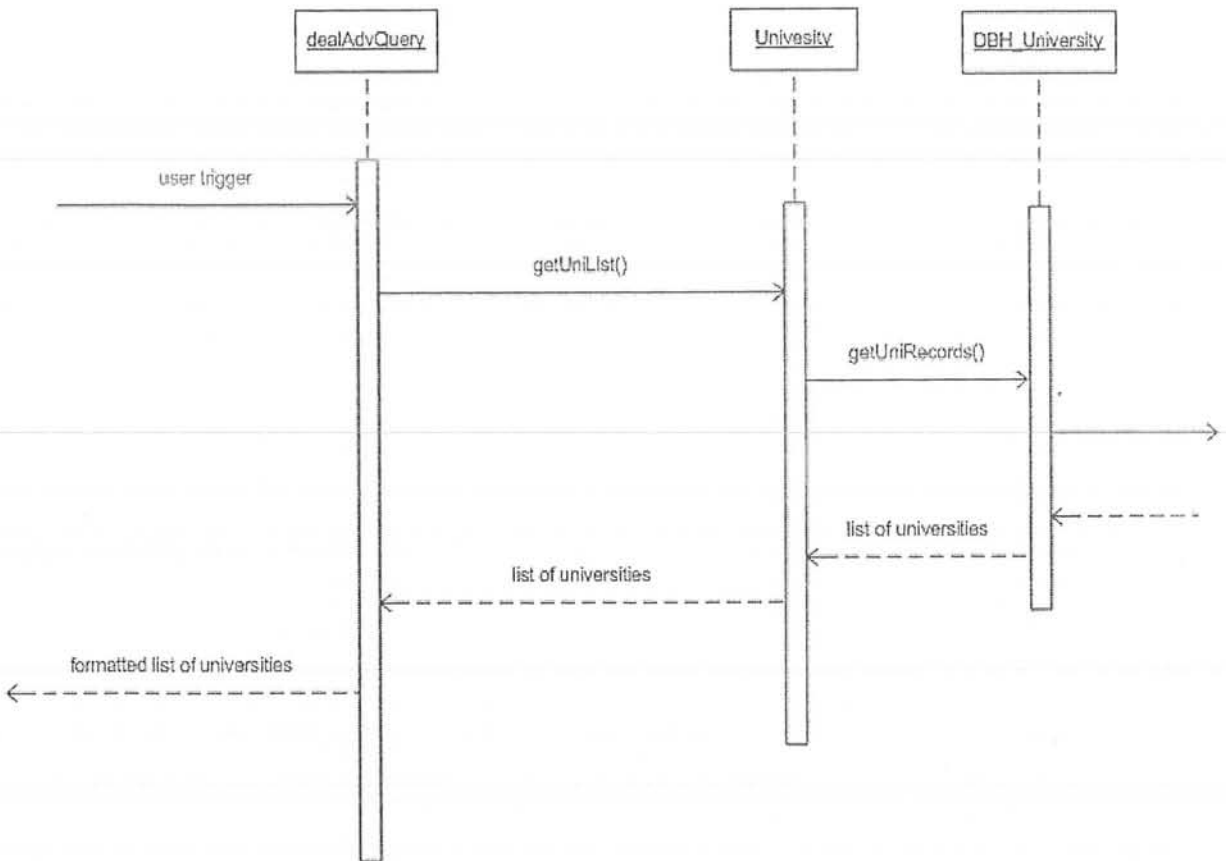 dealAdvQuery
Univesity
DBH_University
user trigger
getUniList()
getUniRecords()
list of universities
list of universities
formatted list of universities